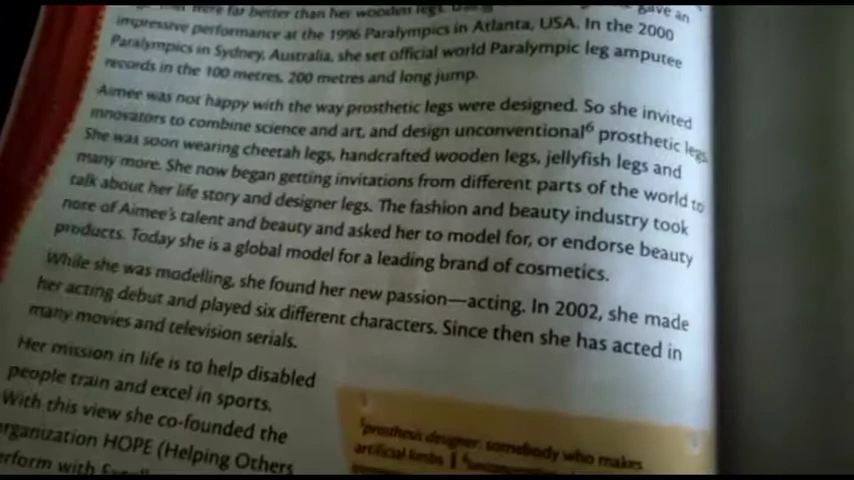 were far better than her wooden legs. gave an
impressive performance at the 1996 Paralympics in Atlanta, USA. In the 2000
Paralympics in Sydney, Australia, she set official world Paralympic leg amputee
records in the 100 metres, 200 metres and long jump.
Aimee was not happy with the way prosthetic legs were designed. So she invited
innovators to combine science and art, and design unconventional⁶ prosthetic legs.
She was soon wearing cheetah legs, handcrafted wooden legs, jellyfish legs and
many more. She now began getting invitations from different parts of the world to
talk about her life story and designer legs. The fashion and beauty industry took
note of Aimee's talent and beauty and asked her to model for, or endorse beauty
products. Today she is a global model for a leading brand of cosmetics.
While she was modelling, she found her new passion—acting. In 2002, she made
her acting debut and played six different characters. Since then she has acted in
many movies and television serials.
Her mission in life is to help disabled
people train and excel in sports.
With this view she co-founded the
organization HOPE (Helping Others
perform with
⁵prosthesis designer: somebody who makes
artificial limbs |